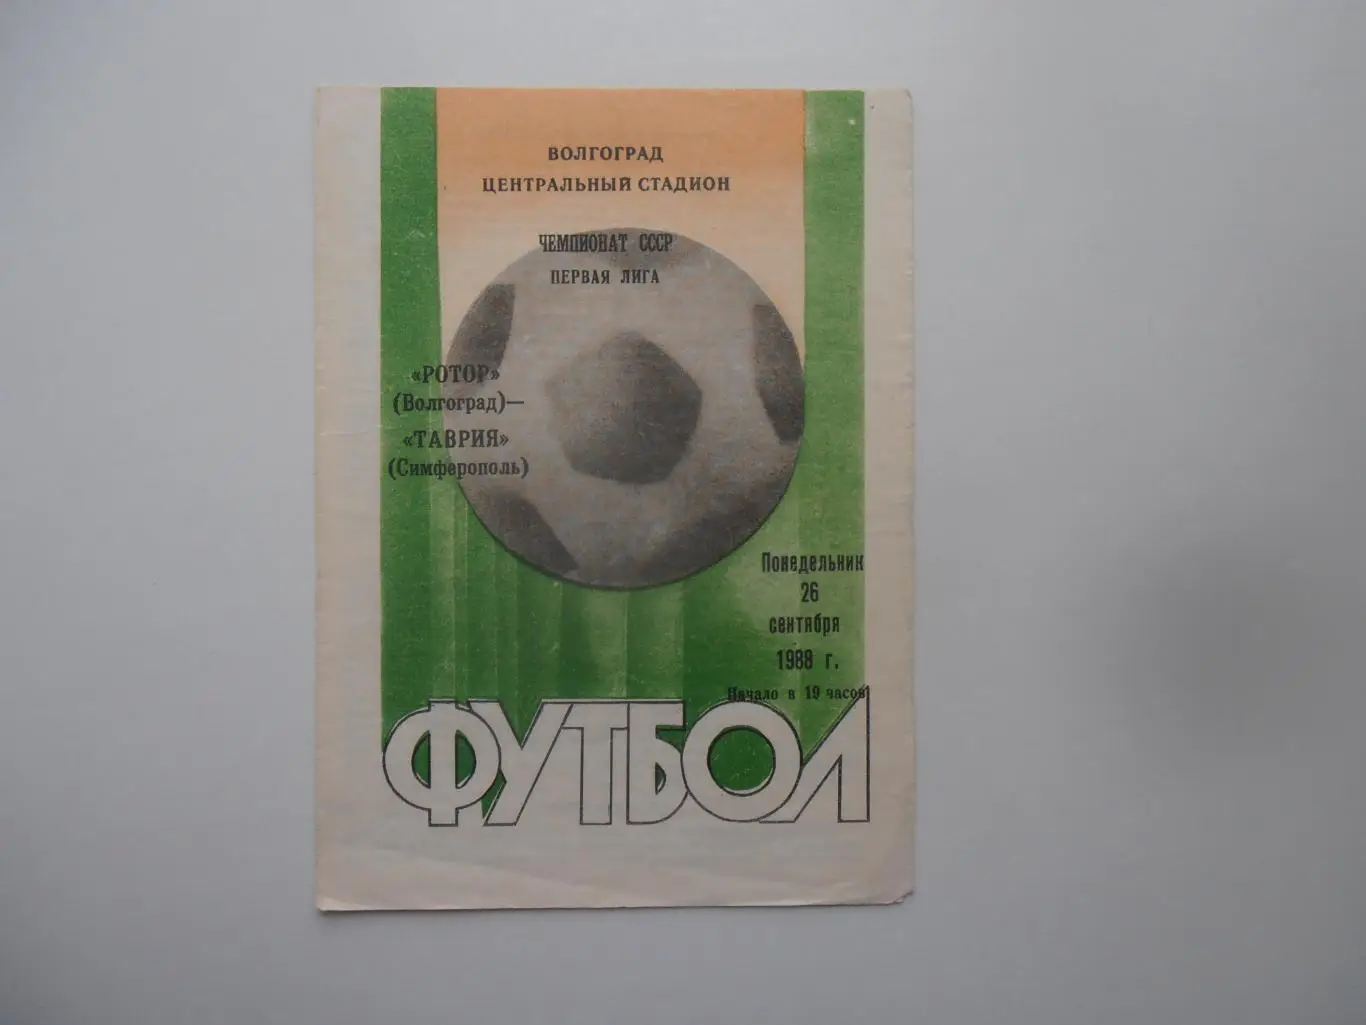 ВОЛГОГРАД
ЦЕНТРАЛЬНЫЙ СТАДИОН
ЧЕМПИОНАТ СССР
ПЕРВАЯ ЛИГА
«РОТОР»
(Волгоград)—
«ТАВРИЯ»
(Симферополь)
Понедельник
26
сентября
1988 г.
Начало в 19 часов
ФУТБОЛ